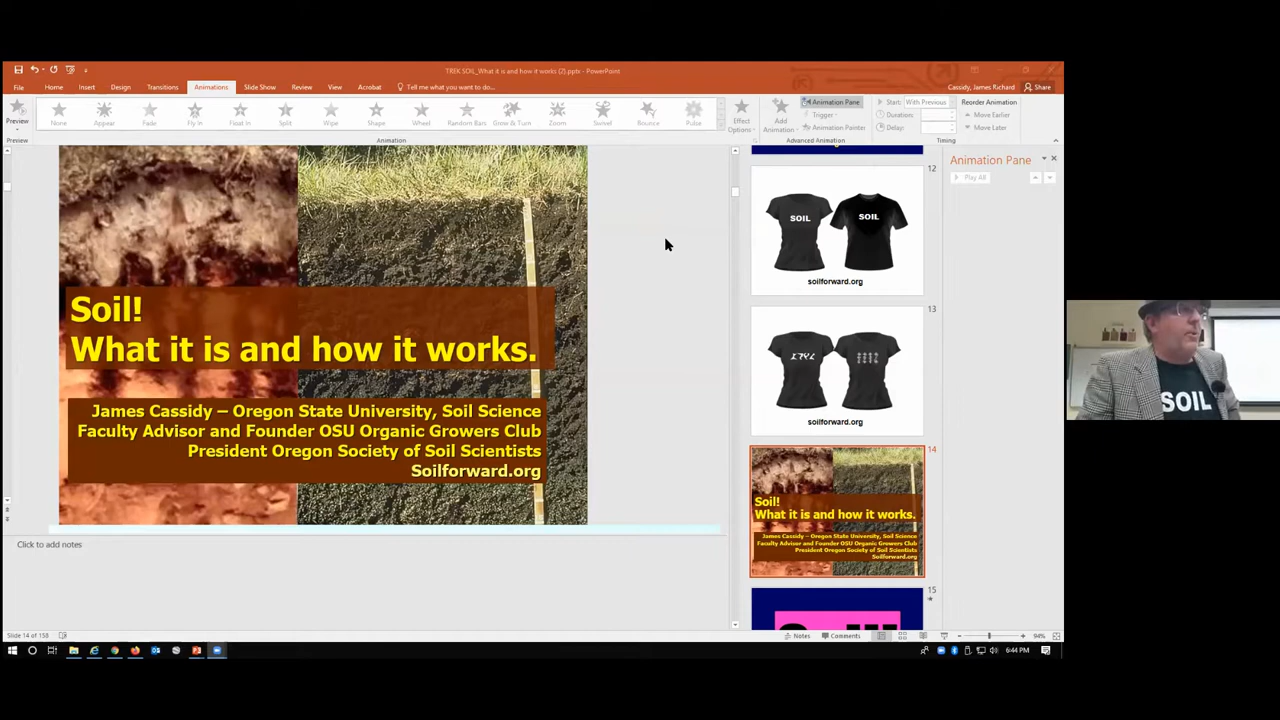 TREK SOIL_What it is and how it works (2).pptx - PowerPoint
File
Home
Insert
Design
Transitions
Animations
Slide Show
Review
View
Acrobat
Tell me what you want to do...
Cassidy, James Richard
Share
Preview
None
Appear
Fade
Fly In
Float In
Split
Wipe
Shape
Wheel
Random Bars
Grow & Turn
Zoom
Swivel
Bounce
Pulse
Effect
Options
Add
Animation
Animation Pane
Trigger
Animation Painter
Start: With Previous
Duration:
Delay:
Reorder Animation
Move Earlier
Move Later
Preview
Animation
Advanced Animation
Timing
Soil!
What it is and how it works.
James Cassidy – Oregon State University, Soil Science
Faculty Advisor and Founder OSU Organic Growers Club
President Oregon Society of Soil Scientists
Soilforward.org
Click to add notes
12
SOIL
SOIL
soilforward.org
13
soilforward.org
14
Soil!
What it is and how it works.
James Cassidy – Oregon State University, Soil Science
Faculty Advisor and Founder OSU Organic Growers Club
President Oregon Society of Soil Scientists
Soilforward.org
15
Animation Pane
Play All
SOIL
Slide 14 of 158
Notes
Comments
94%
6:44 PM